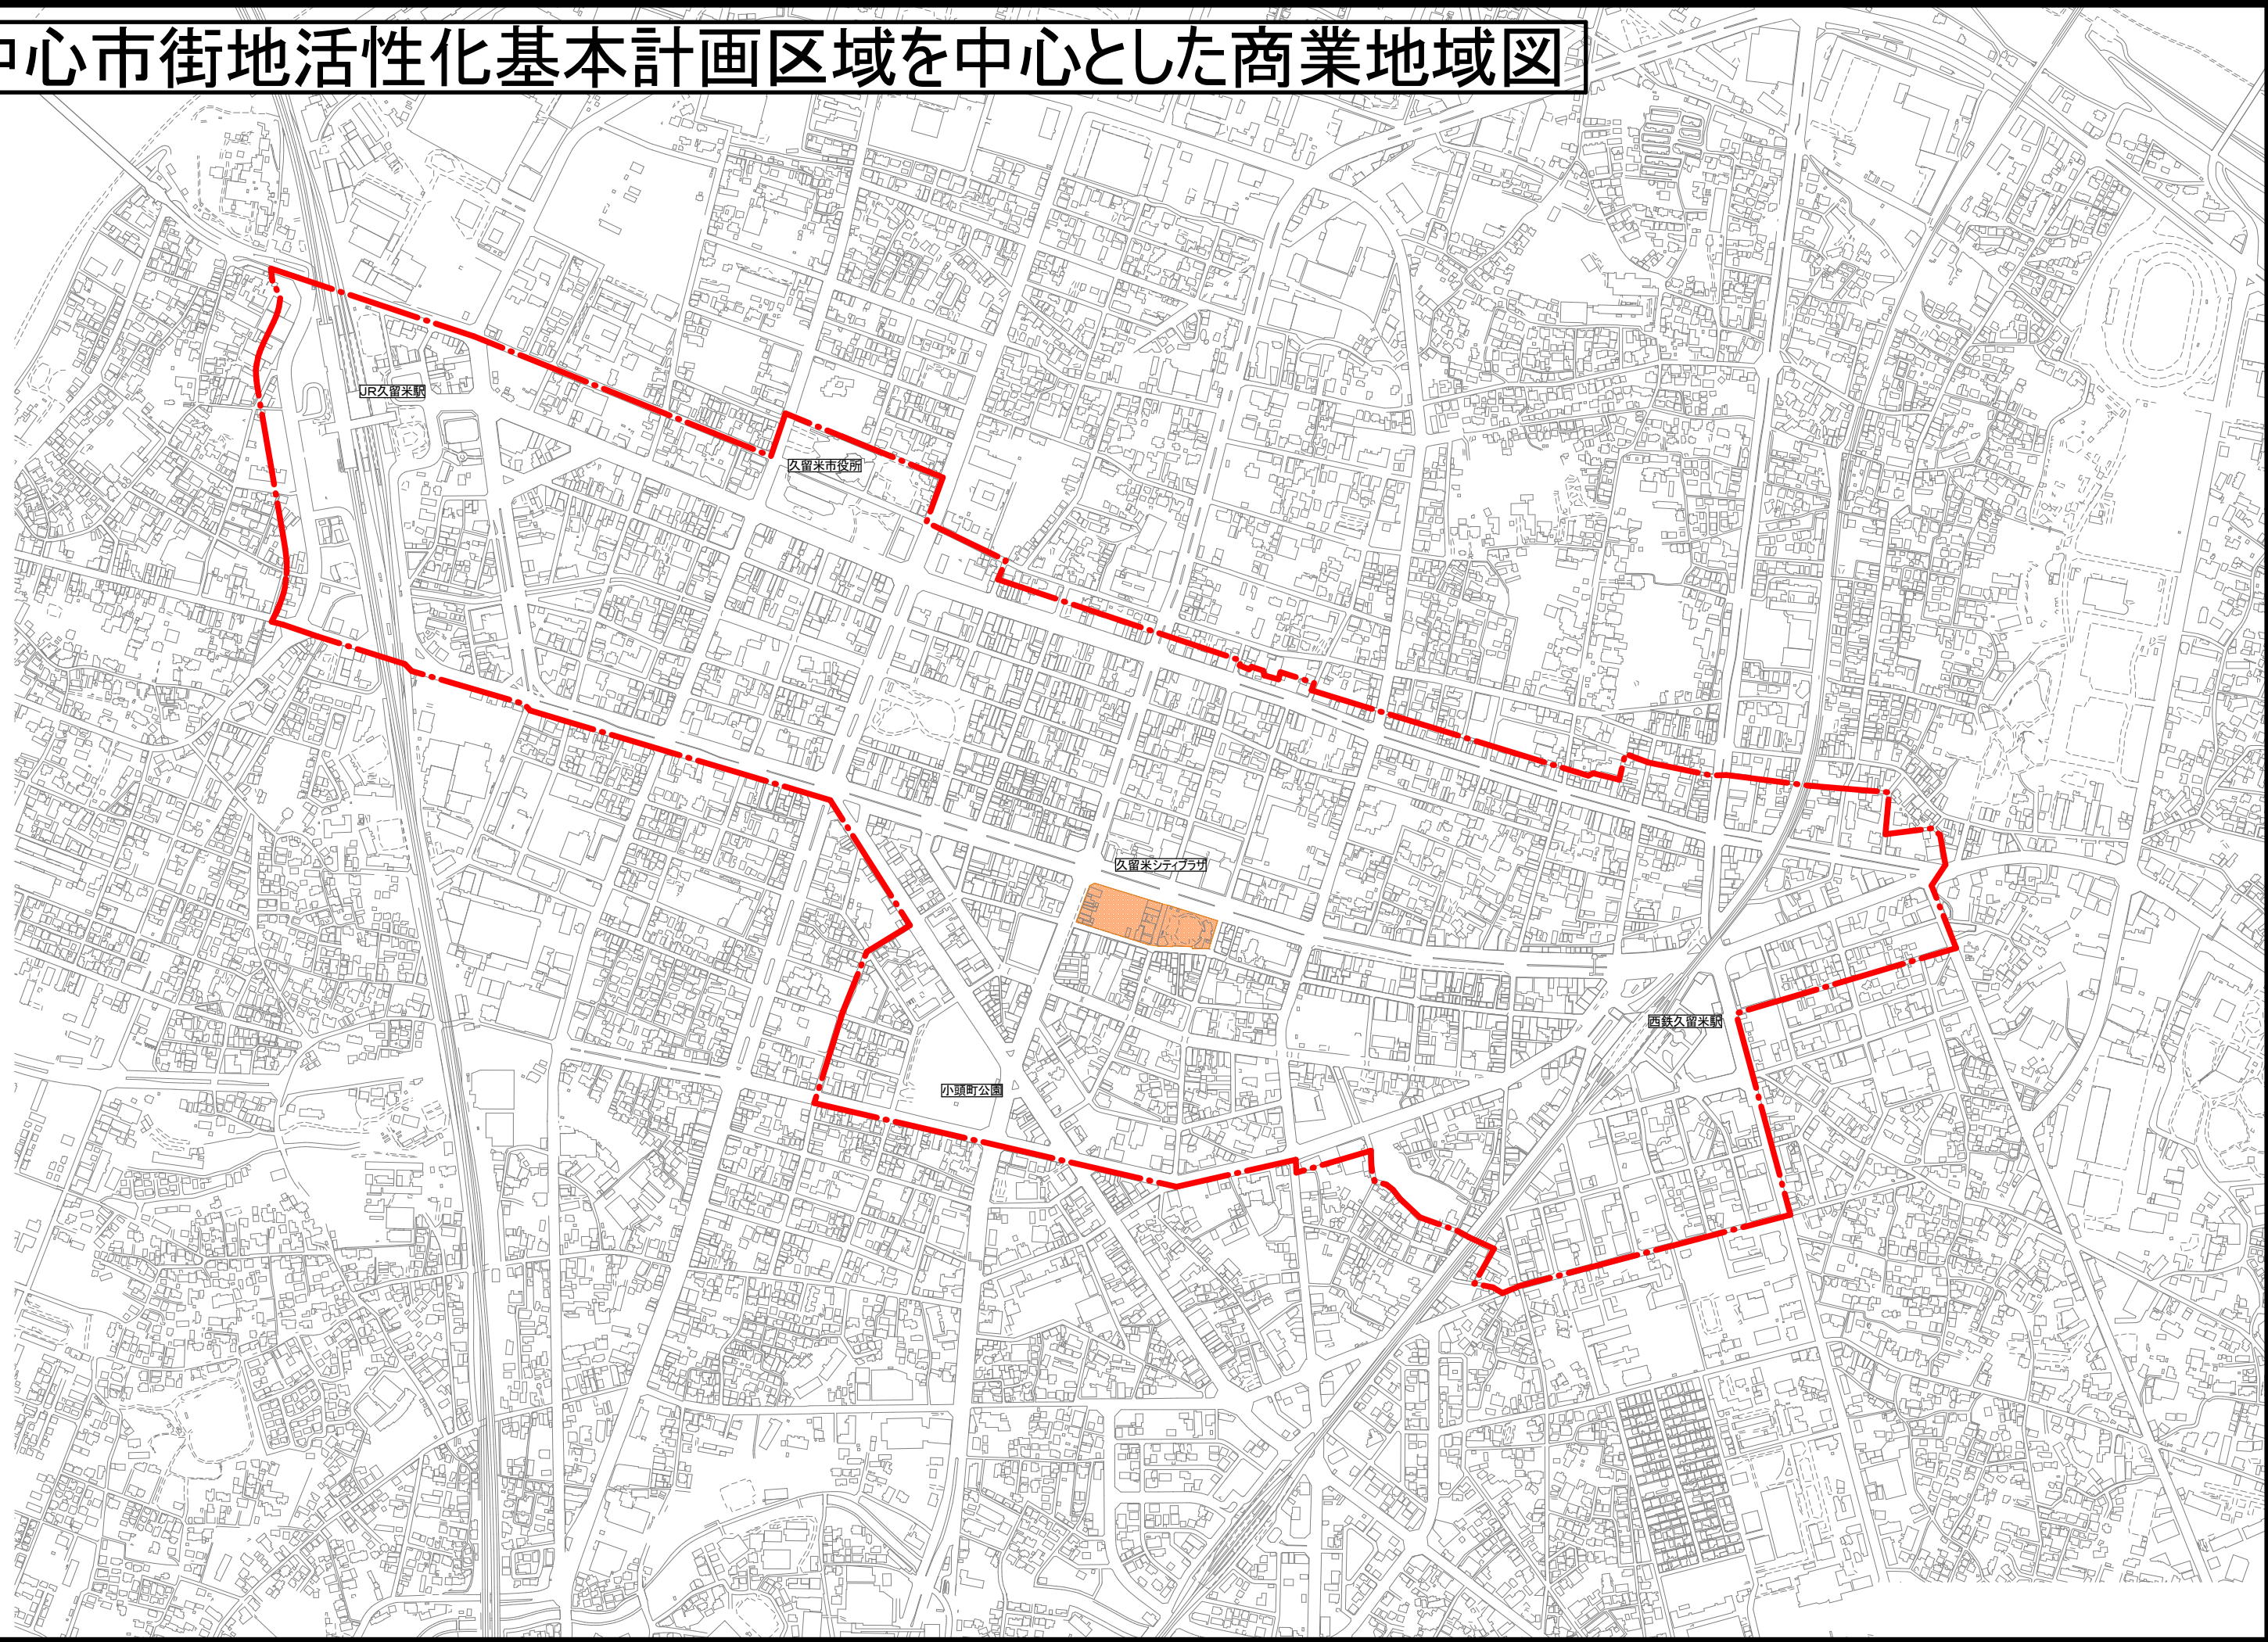 中心市街地活性化基本計画区域を中心とした商業地域図
JR久留米駅
久留米市役所
久留米シティプラザ
西鉄久留米駅
小頭町公園